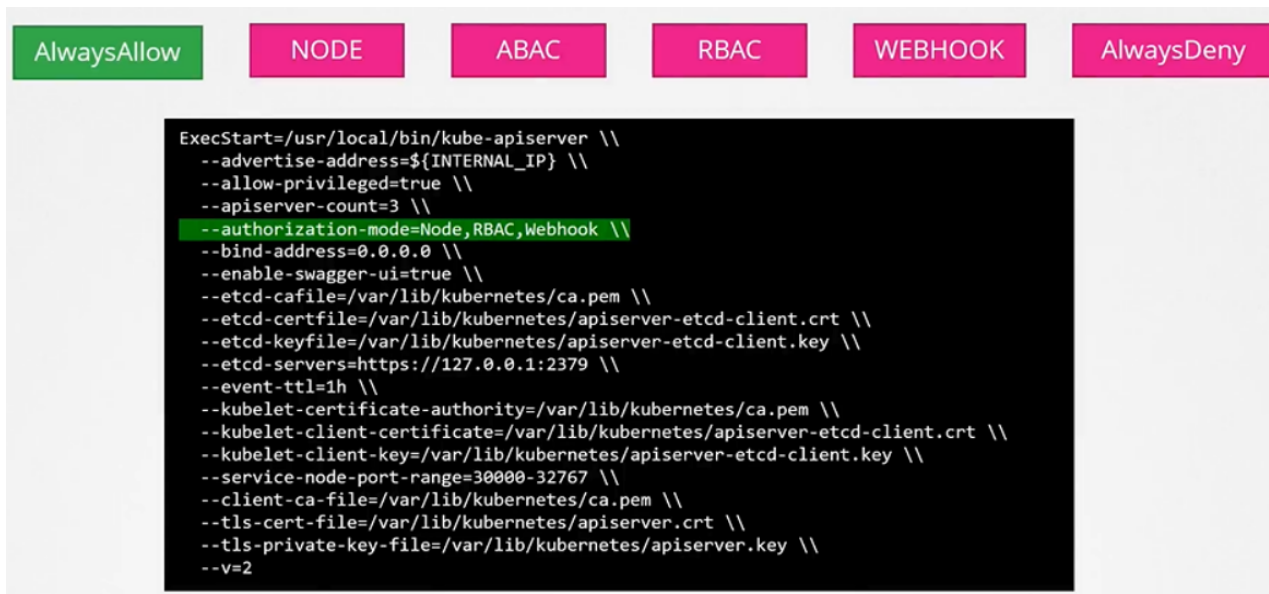 AlwaysAllow NODE ABAC RBAC WEBHOOK AlwaysDeny
ExecStart=/usr/local/bin/kube-apiserver \\
--advertise-address=${INTERNAL_IP} \\
--allow-privileged=true \\
--apiserver-count=3 \\
--authorization-mode=Node,RBAC,Webhook \\
--bind-address=0.0.0.0 \\
--enable-swagger-ui=true \\
--etcd-cafile=/var/lib/kubernetes/ca.pem \\
--etcd-certfile=/var/lib/kubernetes/apiserver-etcd-client.crt \\
--etcd-keyfile=/var/lib/kubernetes/apiserver-etcd-client.key \\
--etcd-servers=https://127.0.0.1:2379 \\
--event-ttl=1h \\
--kubelet-certificate-authority=/var/lib/kubernetes/ca.pem \\
--kubelet-client-certificate=/var/lib/kubernetes/apiserver-etcd-client.crt \\
--kubelet-client-key=/var/lib/kubernetes/apiserver-etcd-client.key \\
--service-node-port-range=30000-32767 \\
--client-ca-file=/var/lib/kubernetes/ca.pem \\
--tls-cert-file=/var/lib/kubernetes/apiserver.crt \\
--tls-private-key-file=/var/lib/kubernetes/apiserver.key \\
--v=2